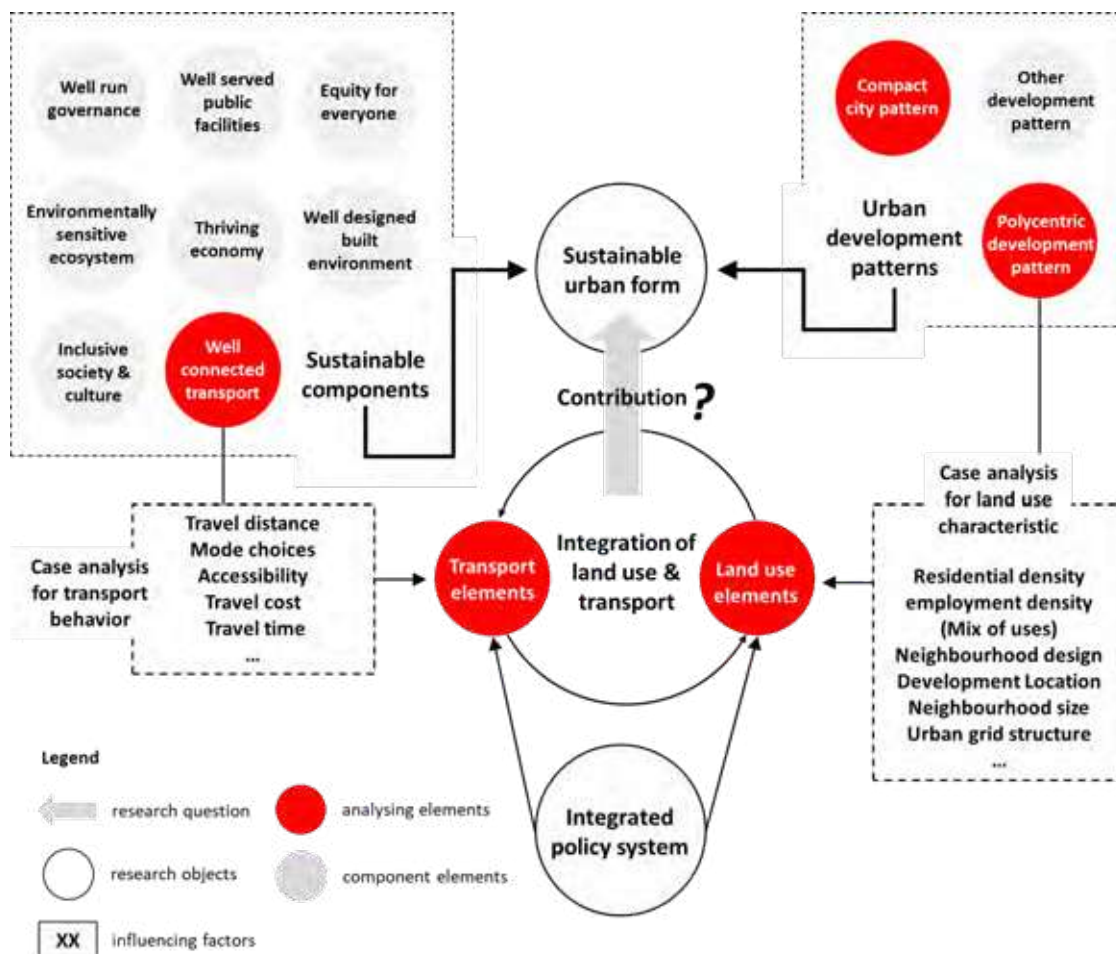 Well run
governance
Well served
public
facilities
Equity for
everyone
Environmentally
sensitive
ecosystem
Thriving
economy
Well designed
built
environment
Inclusive
society &
culture
Well
connected
transport
Sustainable
components
Sustainable
urban form
Compact
city pattern
Other
development
pattern
Urban
development
patterns
Polycentric
development
pattern
Contribution ?
Case analysis
for transport
behavior
Travel distance
Mode choices
Accessibility
Travel cost
Travel time
...
Transport
elements
Integration of
land use &
transport
Land use
elements
Case analysis
for land use
characteristic
Residential density
employment density
(Mix of uses)
Neighbourhood design
Development Location
Neighbourhood size
Urban grid structure
...
Integrated
policy system
Legend
research question
analysing elements
research objects
component elements
XX influencing factors